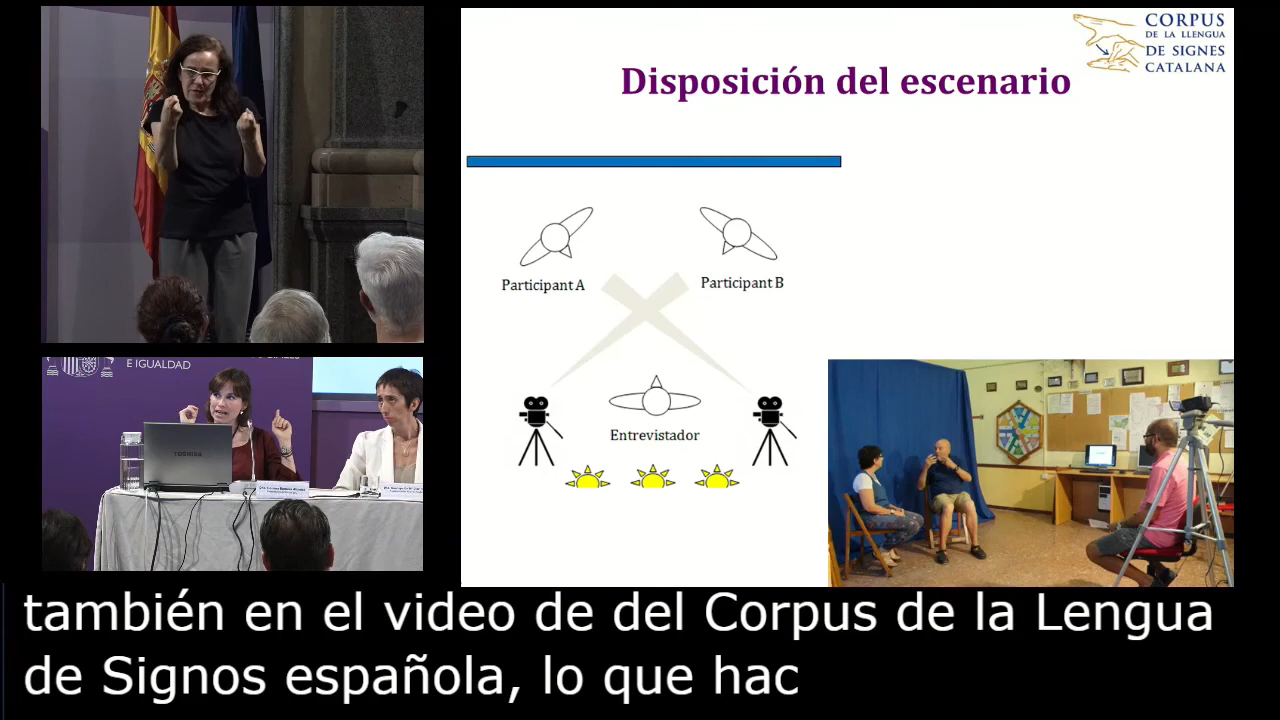 CORPUS
DE LA LLENGUA
DE SIGNES
CATALANA
Disposición del escenario
Participant A
Participant B
Entrevistador
E IGUALDAD
TOSHIBA
también en el video de del Corpus de la Lengua
de Signos española, lo que hac